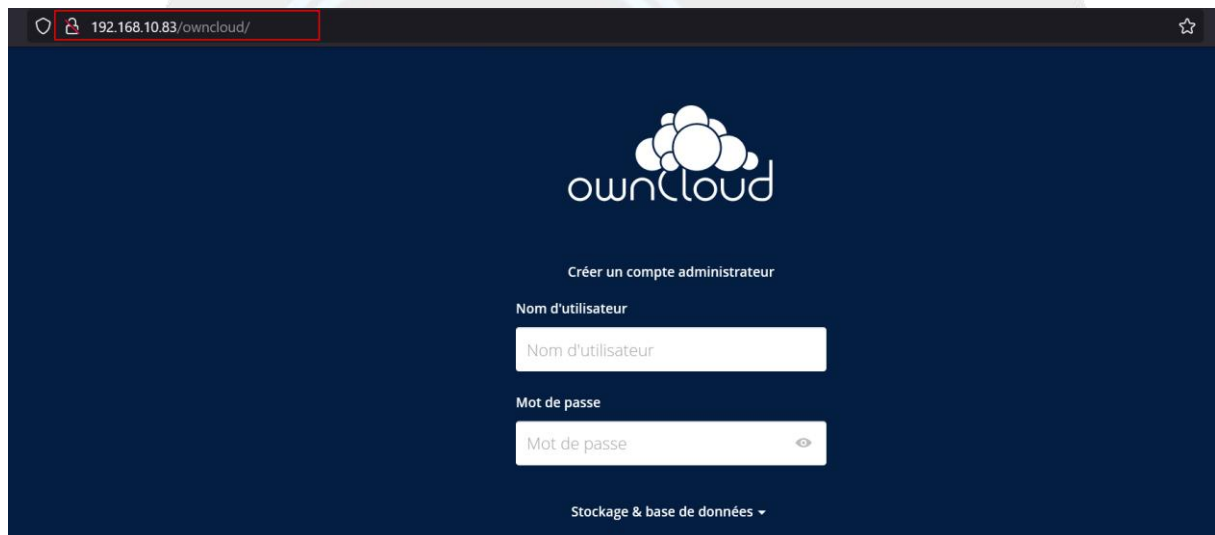 192.168.10.83/owncloud/
ownCloud
Créer un compte administrateur
Nom d'utilisateur
Nom d'utilisateur
Mot de passe
Mot de passe
Stockage & base de données